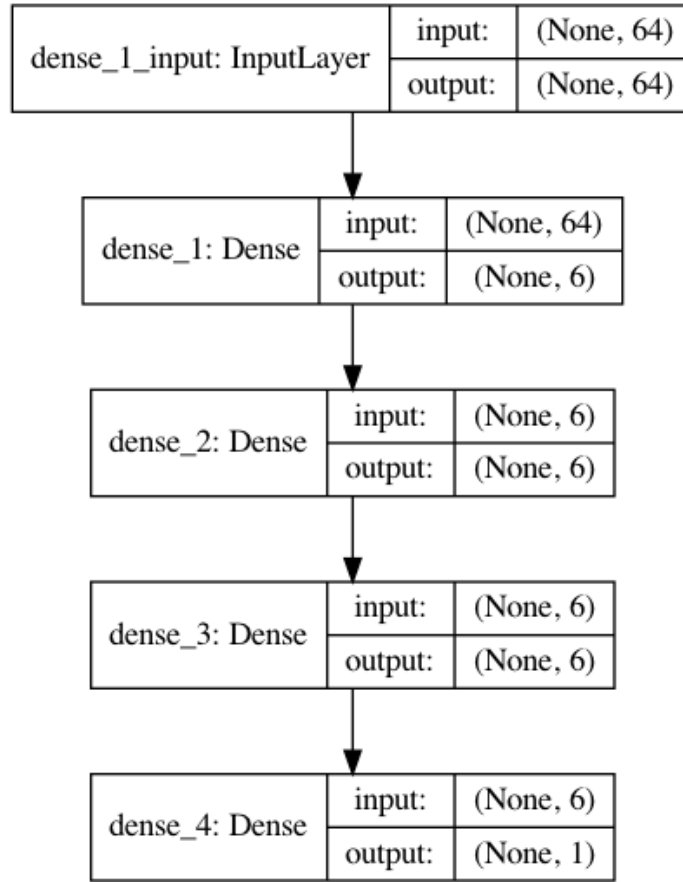 dense_1_input: InputLayer
input: (None, 64)
output: (None, 64)
dense_1: Dense
input: (None, 64)
output: (None, 6)
dense_2: Dense
input: (None, 6)
output: (None, 6)
dense_3: Dense
input: (None, 6)
output: (None, 6)
dense_4: Dense
input: (None, 6)
output: (None, 1)